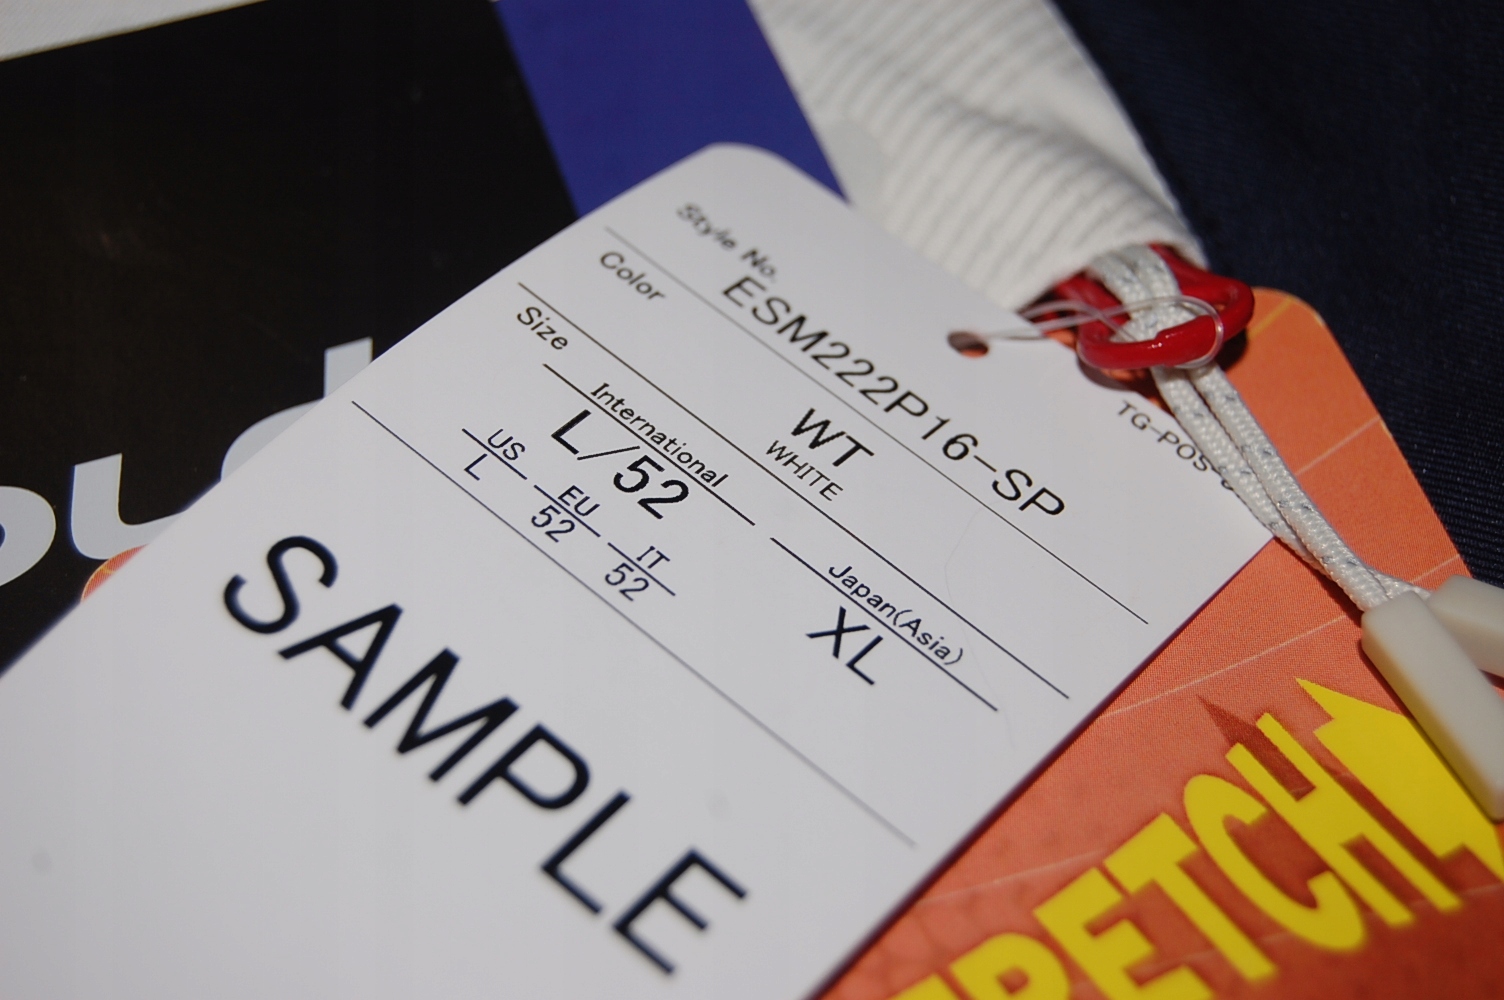 Style No.
ESM222P16-SP
Color
WT
WHITE
Size
International
L/52
Japan(Asia)
XL
US EU IT
L 52 52
SAMPLE
TG-POS
STRETCH